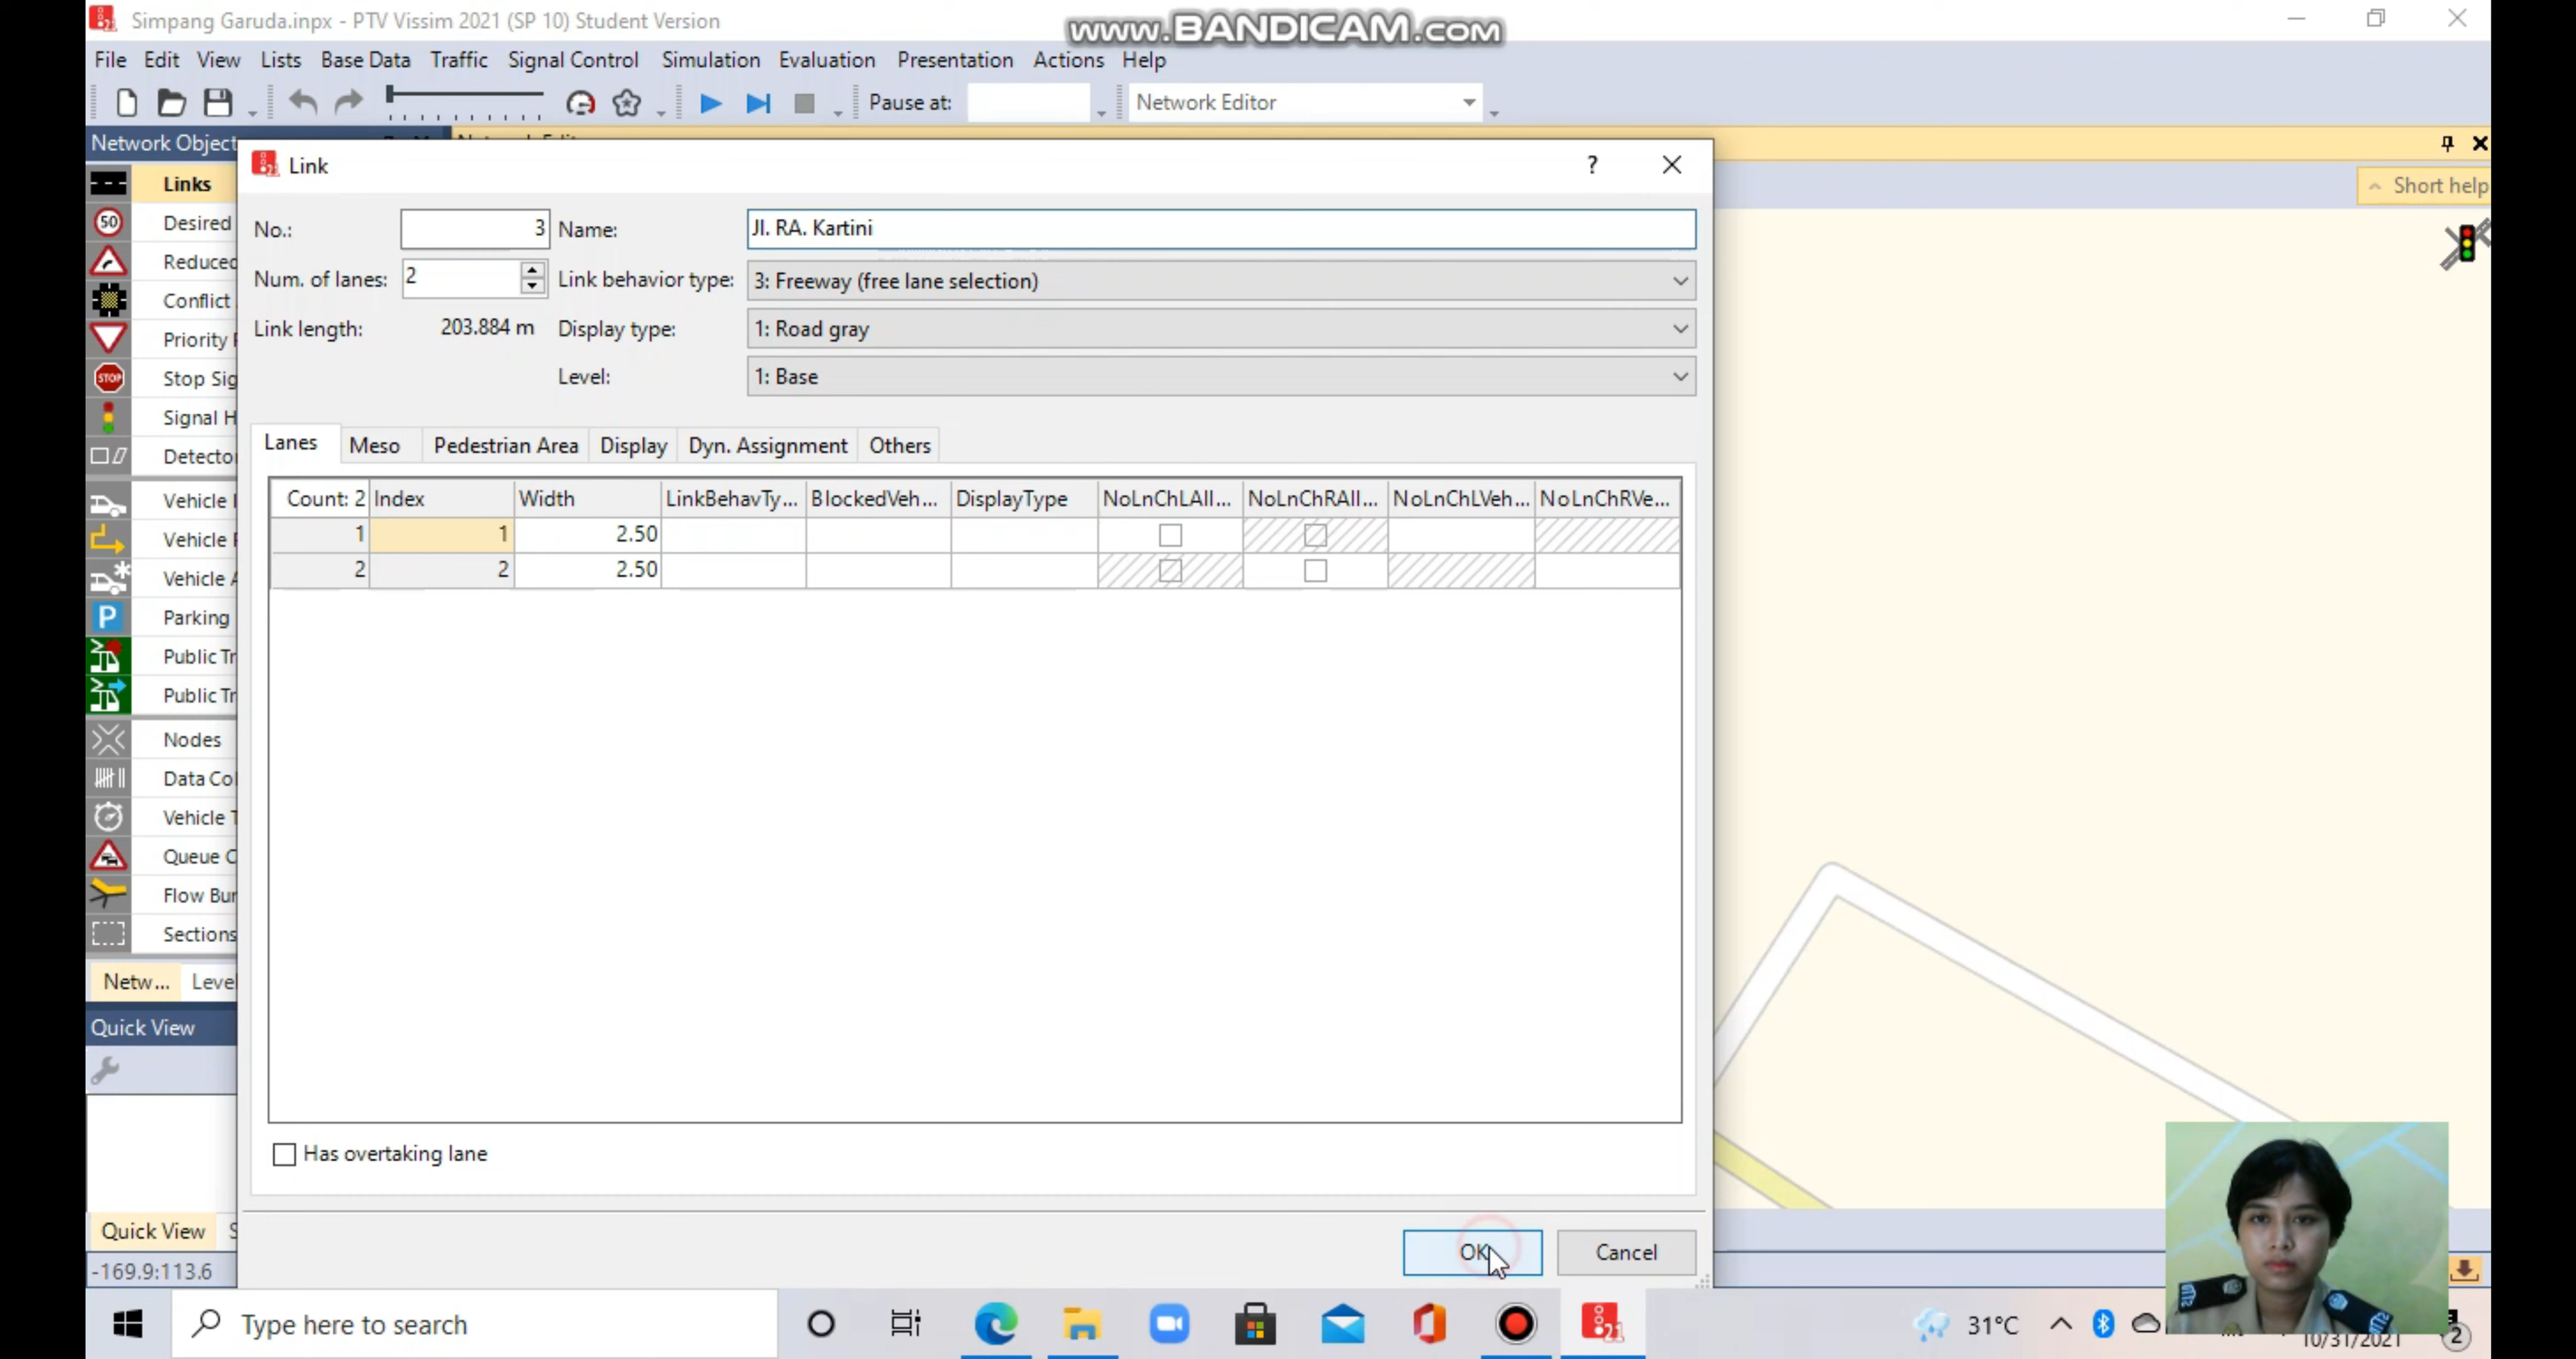 Simpang Garuda.inpx - PTV Vissim 2021 (SP 10) Student Version
www.BANDICAM.com
File Edit View Lists Base Data Traffic Signal Control Simulation Evaluation Presentation Actions Help
Pause at: Network Editor
Network Object
Short help
Links
Desired
Reduced
Conflict
Priority
Stop Sig
Signal H
Detector
Vehicle
Vehicle
Vehicle
Parking
Public Tr
Public Tr
Nodes
Data Col
Vehicle T
Queue C
Flow Bur
Sections
Netw... Level
Quick View
Quick View S
-169.9:113.6
Link ?
No.: 3 Name: Jl. RA. Kartini
Num. of lanes: 2 Link behavior type: 3: Freeway (free lane selection)
Link length: 203.884 m Display type: 1: Road gray
Level: 1: Base
Lanes Meso Pedestrian Area Display Dyn. Assignment Others
Count: 2 Index Width LinkBehavTy... BlockedVeh... DisplayType NoLnChLAll... NoLnChRAll... NoLnChLVeh... NoLnChRVe...
1 1 2.50
2 2 2.50
Has overtaking lane
OK Cancel
Type here to search
31°C
10/31/2021
2